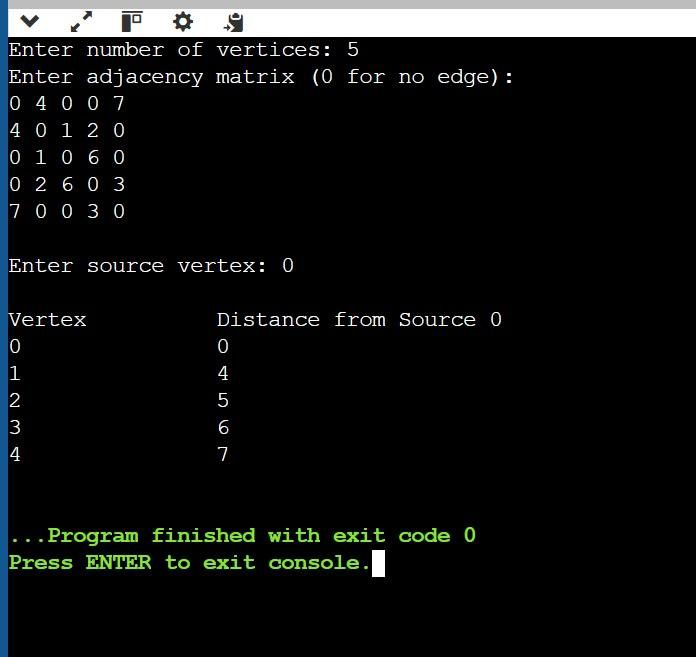 Enter number of vertices: 5
Enter adjacency matrix (0 for no edge):
0 4 0 0 7
4 0 1 2 0
0 1 0 6 0
0 2 6 0 3
7 0 0 3 0
Enter source vertex: 0
Vertex          Distance from Source 0
0               0
1               4
2               5
3               6
4               7
...Program finished with exit code 0
Press ENTER to exit console.